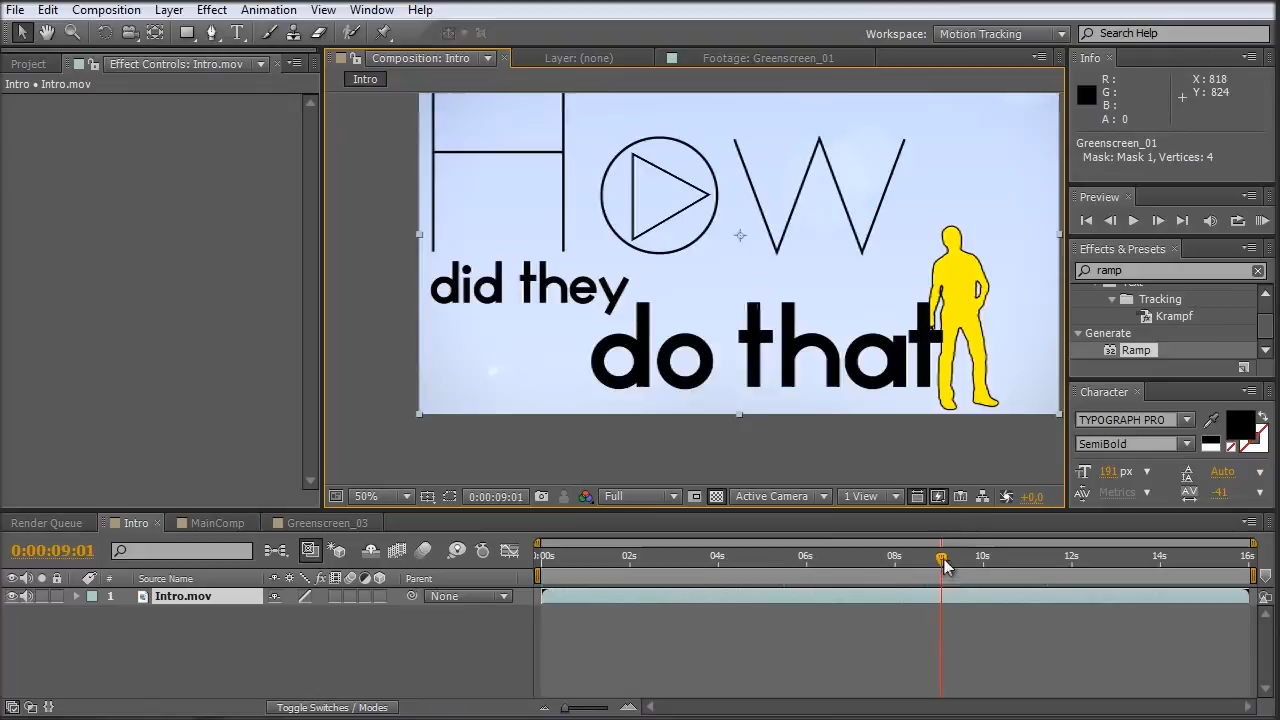 File Edit Composition Layer Effect Animation View Window Help
Workspace: Motion Tracking Search Help
Project Effect Controls: Intro.mov
Intro • Intro.mov
Composition: Intro Layer: (none) Footage: Greenscreen_01
Intro
How
did they
do that
50% 0:00:09:01 Full Active Camera 1 View +0,0
Info
R: X: 818
G: Y: 824
B:
A: 0
Greenscreen_01
Mask: Mask 1, Vertices: 4
Preview
Effects & Presets
ramp
Tracking
Krampf
Generate
32 Ramp
Character
TYPOGRAPH PRO
SemiBold
191 px Auto
Metrics -41
Render Queue Intro MainComp Greenscreen_03
0:00:09:01
0:00s 02s 04s 06s 08s 10s 12s 14s 16s
# Source Name Parent
1 Intro.mov None
Toggle Switches / Modes